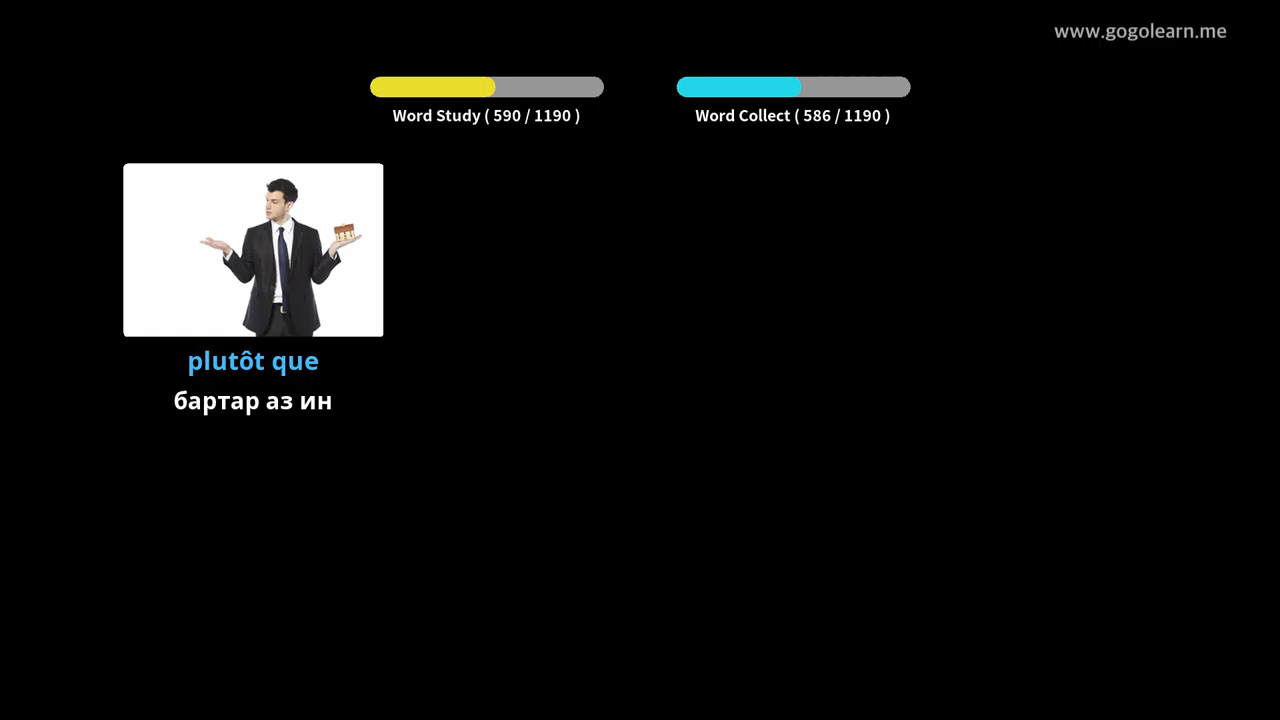 www.gogolearn.me
Word Study ( 590 / 1190 )
Word Collect ( 586 / 1190 )
plutôt que
бартар аз ин